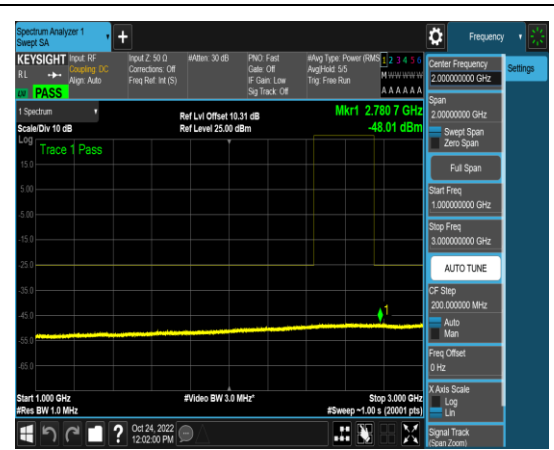 Spectrum Analyzer 1
Swept SA
Frequency
KEYSIGHT
RL
Input: RF
Coupling: DC
Align: Auto
Input Z: 50 Ω
Corrections: Off
Freq Ref: Int (S)
#Atten: 30 dB
PNO: Fast
Gate: Off
IF Gain: Low
Sig Track: Off
#Avg Type: Power (RMS
Avg|Hold: 5/5
Trig: Free Run
1 2 3 4 5 6
M W W W W W
A A A A A A
PASS
1 Spectrum
Scale/Div 10 dB
Ref Lvl Offset 10.31 dB
Ref Level 25.00 dBm
Mkr1 2.780 7 GHz
-48.01 dBm
Log
Trace 1 Pass
15.0
5.00
-5.00
-15.0
-25.0
-35.0
-45.0
-55.0
-65.0
1
Start 1.000 GHz
#Res BW 1.0 MHz
#Video BW 3.0 MHz*
Stop 3.000 GHz
#Sweep ~1.00 s (20001 pts)
Oct 24, 2022
12:02:00 PM
Center Frequency
2.000000000 GHz
Settings
Span
2.00000000 GHz
Swept Span
Zero Span
Full Span
Start Freq
1.000000000 GHz
Stop Freq
3.000000000 GHz
AUTO TUNE
CF Step
200.000000 MHz
Auto
Man
Freq Offset
0 Hz
X Axis Scale
Log
Lin
Signal Track
(Span Zoom)